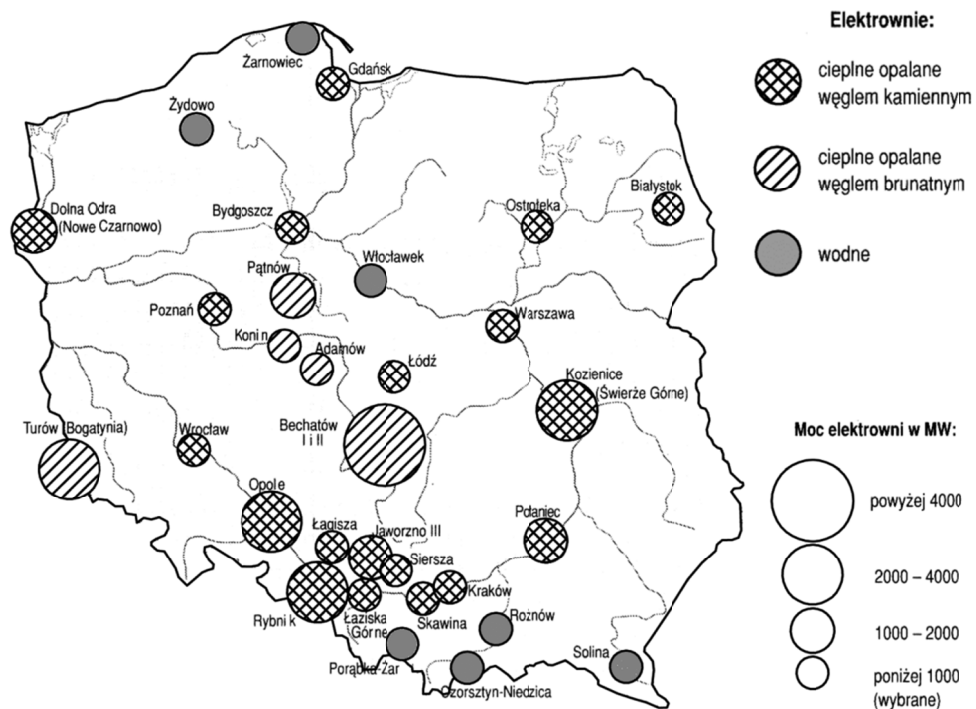 Elektrownie:
cieplne opalane
węglem kamiennym
cieplne opalane
węglem brunatnym
wodne
Żarnowiec
Gdańsk
Żydowo
Białystok
Dolna Odra
(Nowe Czarnowo)
Bydgoszcz
Ostrołęka
Włocławek
Pątnów
Poznań
Warszawa
Konin
Adamów
Łódź
Kozienice
(Świerże Górne)
Turów (Bogatynia)
Wrocław
Bechatów
I i II
Opole
Łagisza
Jaworzno III
Siersza
Połaniec
Kraków
Rybnik
Łaziska
Górne
Skawina
Rożnów
Porąbka-Żar
Czorsztyn-Niedzica
Solina
Moc elektrowni w MW:
powyżej 4000
2000 – 4000
1000 – 2000
poniżej 1000
(wybrane)